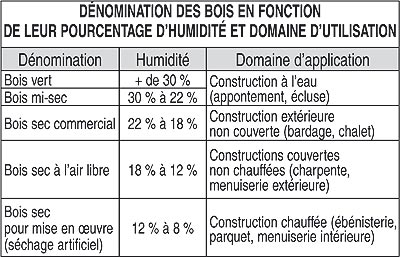 DÉNOMINATION DES BOIS EN FONCTION
DE LEUR POURCENTAGE D'HUMIDITÉ ET DOMAINE D'UTILISATION
Dénomination Humidité Domaine d'application
Bois vert + de 30 % Construction à l'eau
Bois mi-sec 30 % à 22 % (appontement, écluse)
Bois sec commercial 22 % à 18 % Construction extérieure
non couverte (bardage, chalet)
Bois sec à l'air libre 18 % à 12 % Constructions couvertes
non chauffées (charpente,
menuiserie extérieure)
Bois sec
pour mise en œuvre 12 % à 8 % Construction chauffée (ébénisterie,
(séchage artificiel) parquet, menuiserie intérieure)